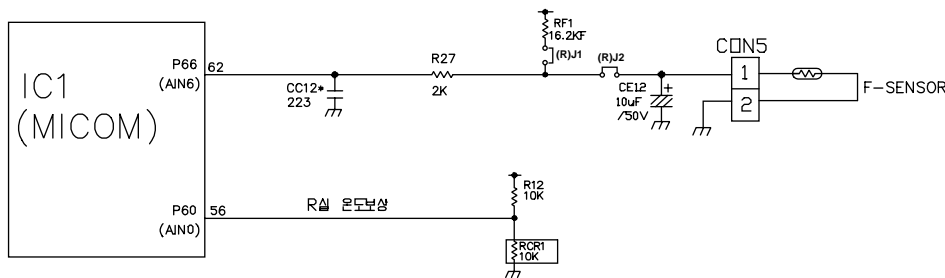 IC1
(MICOM)
P66
(AIN6)
62
CC12*
223
R27
2K
RF1
16.2KF
(R)J1
(R)J2
CE12
10uF
/50V
+
CON5
1
2
F-SENSOR
P60
(AIN0)
56
R실 온도보상
R12
10K
RCR1
10K